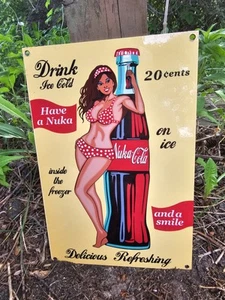 Drink
Ice Cold
20 cents
Have
a Nuka
Nuka Cola
on
ice
inside
the
freezer
and a
smile
Delicious Refreshing